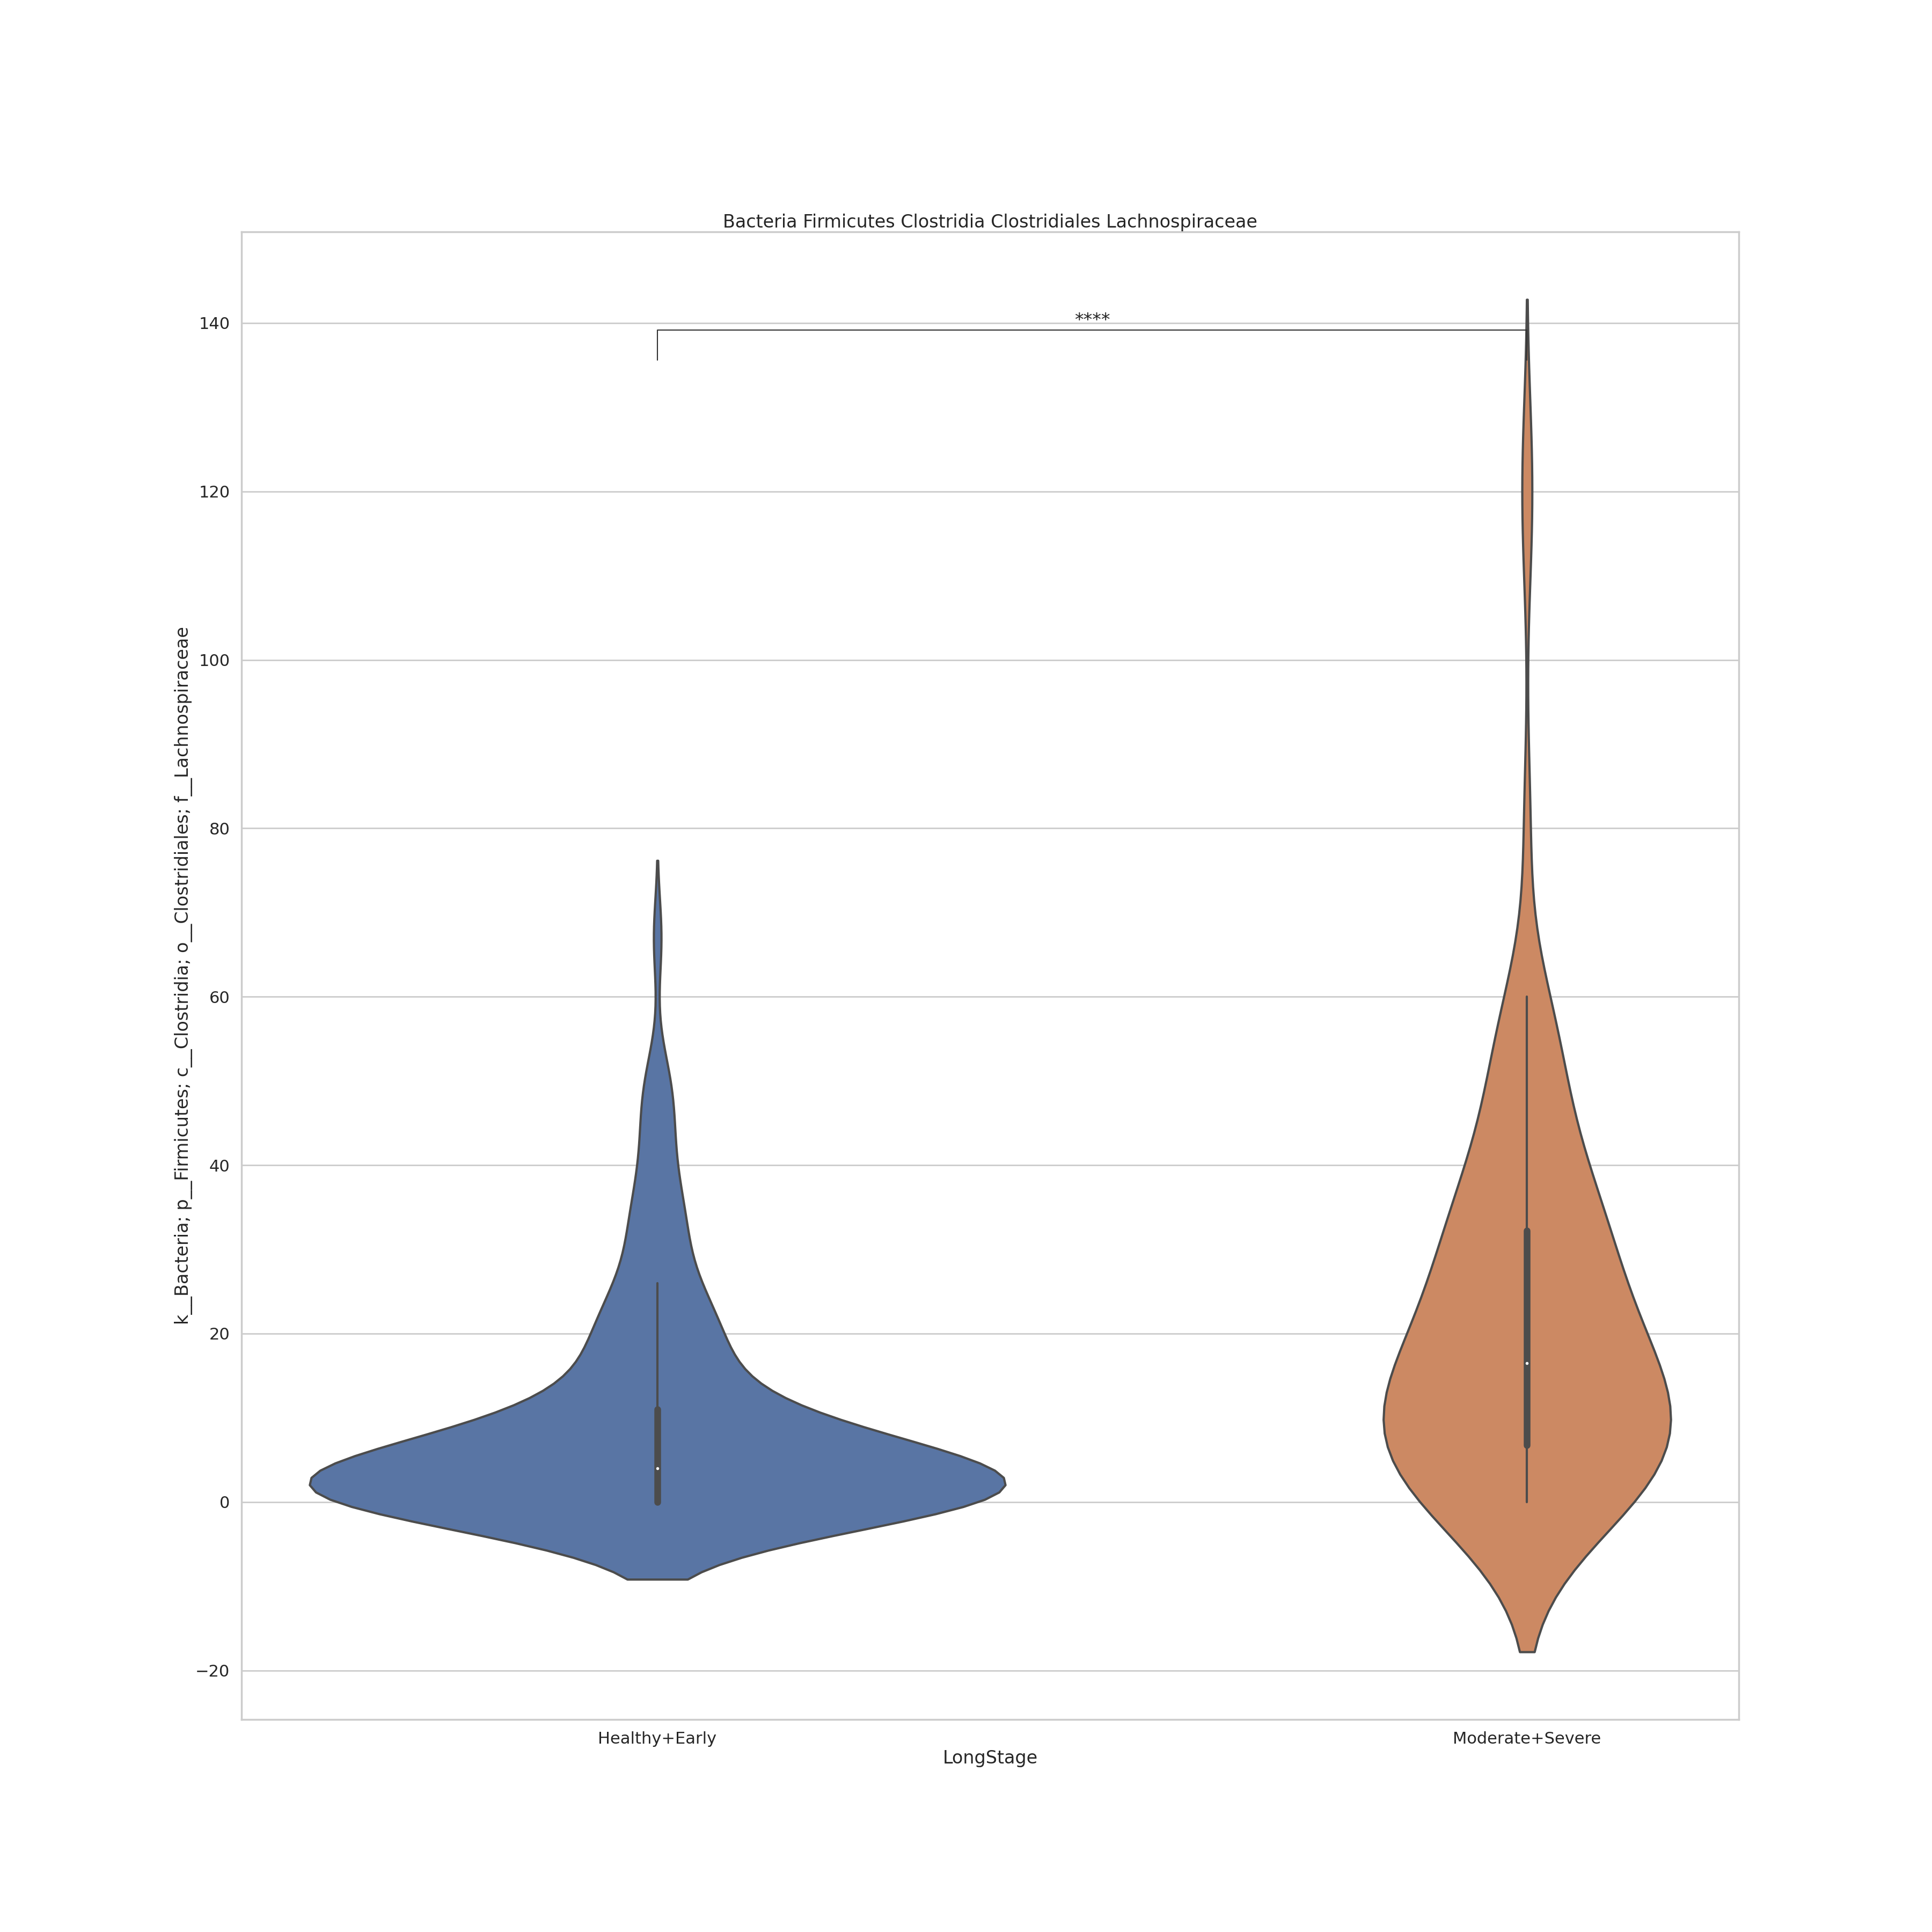 Bacteria Firmicutes Clostridia Clostridiales Lachnospiraceae
****
140
120
100
80
60
40
20
0
−20
k__Bacteria; p__Firmicutes; c__Clostridia; o__Clostridiales; f__Lachnospiraceae
Healthy+Early
Moderate+Severe
LongStage